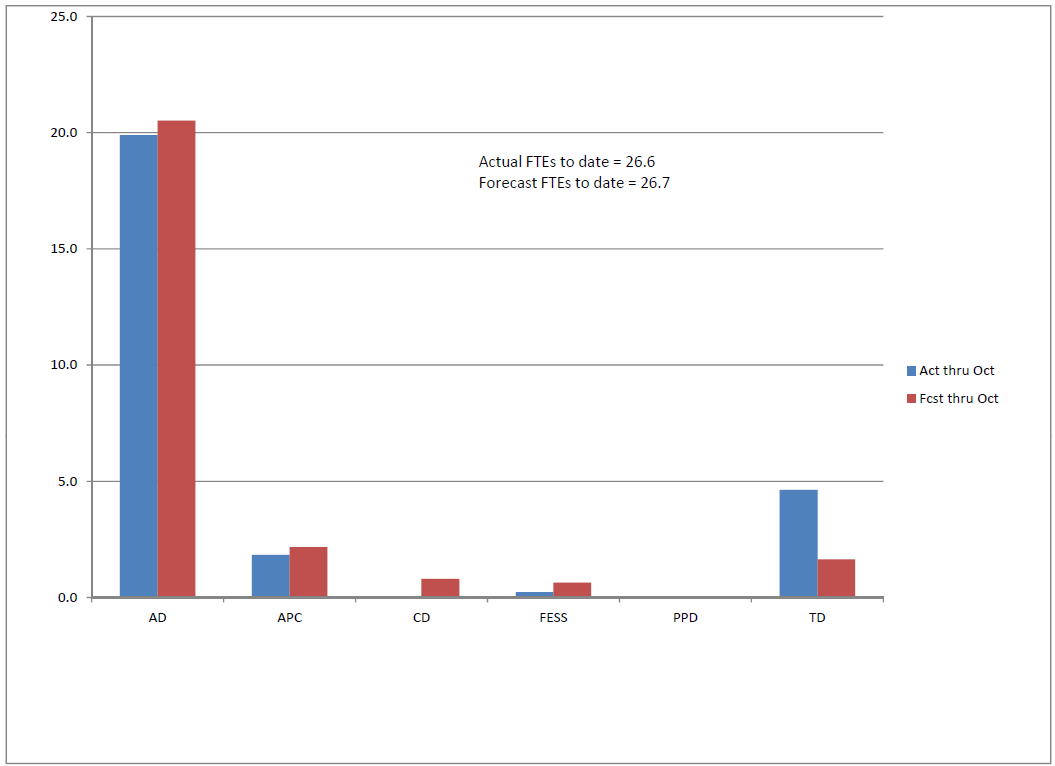 25.0
20.0
15.0
10.0
5.0
0.0
Actual FTEs to date = 26.6
Forecast FTEs to date = 26.7
Act thru Oct
Fcst thru Oct
AD APC CD FESS PPD TD